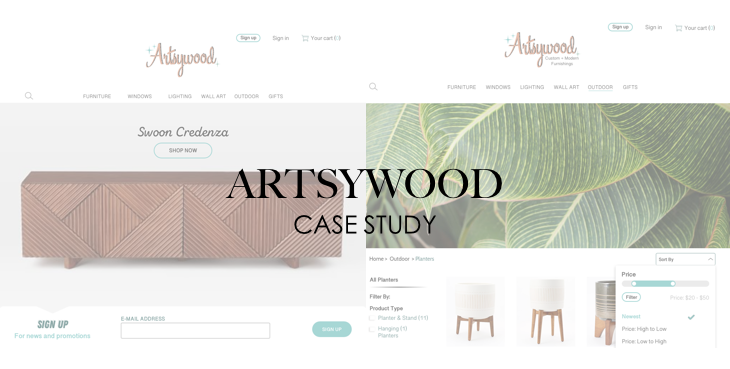 Sign up
Sign in
Your cart (0)
Artsywood
FURNITURE WINDOWS LIGHTING WALL ART OUTDOOR GIFTS
Swoon Credenza
SHOP NOW
SIGN UP
For news and promotions
E-MAIL ADDRESS
SIGN UP
Sign up
Sign in
Your cart (0)
Artsywood
Custom + Modern
Furnishings
FURNITURE WINDOWS LIGHTING WALL ART OUTDOOR GIFTS
ARTSYWOOD
CASE STUDY
Home • Outdoor • Planters
Sort By
All Planters
Filter By:
Product Type
Planter & Stand (11)
Hanging (1)
Planters
Price
Filter
Price: $20 - $50
Newest
Price: High to Low
Price: Low to High